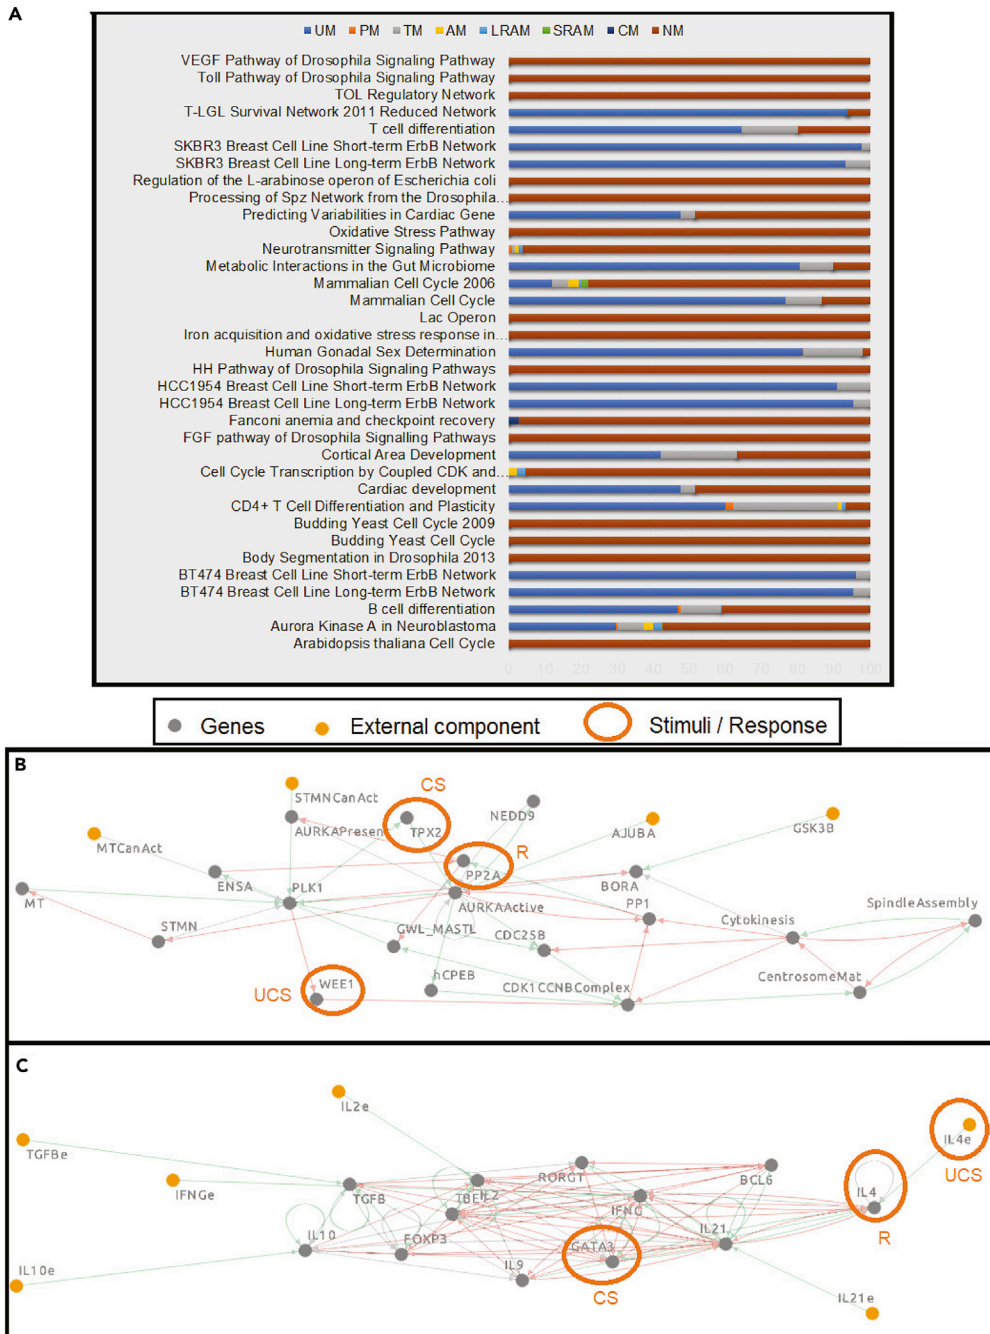 A
UM PM TM AM LRAM SRAM CM NM
VEGF Pathway of Drosophila Signaling Pathway
Toll Pathway of Drosophila Signaling Pathway
TOL Regulatory Network
T-LGL Survival Network 2011 Reduced Network
T cell differentiation
SKBR3 Breast Cell Line Short-term ErbB Network
SKBR3 Breast Cell Line Long-term ErbB Network
Regulation of the L-arabinose operon of Escherichia coli
Processing of Spz Network from the Drosophila...
Predicting Variabilities in Cardiac Gene
Oxidative Stress Pathway
Neurotransmitter Signaling Pathway
Metabolic Interactions in the Gut Microbiome
Mammalian Cell Cycle 2006
Mammalian Cell Cycle
Lac Operon
Iron acquisition and oxidative stress response in...
Human Gonadal Sex Determination
HH Pathway of Drosophila Signaling Pathways
HCC1954 Breast Cell Line Short-term ErbB Network
HCC1954 Breast Cell Line Long-term ErbB Network
Fanconi anemia and checkpoint recovery
FGF pathway of Drosophila Signalling Pathways
Cortical Area Development
Cell Cycle Transcription by Coupled CDK and...
Cardiac development
CD4+ T Cell Differentiation and Plasticity
Budding Yeast Cell Cycle 2009
Budding Yeast Cell Cycle
Body Segmentation in Drosophila 2013
BT474 Breast Cell Line Short-term ErbB Network
BT474 Breast Cell Line Long-term ErbB Network
B cell differentiation
Aurora Kinase A in Neuroblastoma
Arabidopsis thaliana Cell Cycle
0 10 20 30 40 50 60 70 80 90 100
Genes External component Stimuli / Response
B
CS
STMNCanAct
NEDD9
AURKAPresent TPX2
AJUBA
GSK3B
MTCanAct
R
PP2A
ENSA
PLK1
BORA
MT
AURKAActive
PP1
Cytokinesis
SpindleAssembly
STMN
GWL_MASTL
CDC25B
hCPEB
CentrosomeMat
WEE1
CDK1CCNBComplex
UCS
C
IL2e
IL4e
TGFBe
UCS
RORGT
BCL6
IFNGe
TGFB
IL2
IL4
IFNG
IL10
FOXP3
IL21
R
GATA3
IL9
IL10e
CS
IL21e